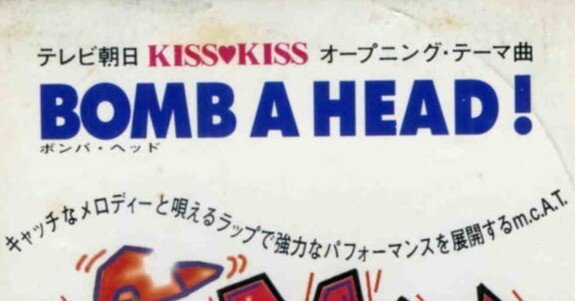 テレビ朝日 KISS♥KISS オープニング・テーマ曲
BOMB A HEAD!
ボンバ・ヘッド
キャッチなメロディーと唄えるラップで強力なパフォーマンスを展開するm.c.A.T.